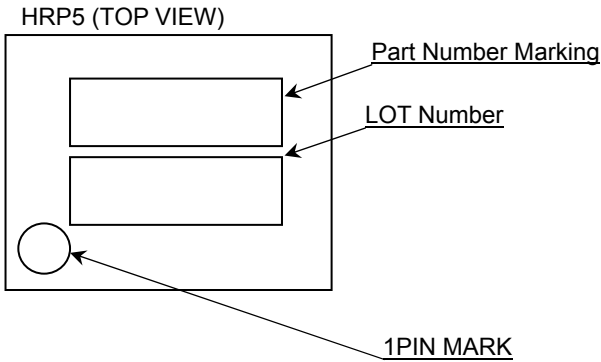 HRP5 (TOP VIEW)
Part Number Marking
LOT Number
1PIN MARK